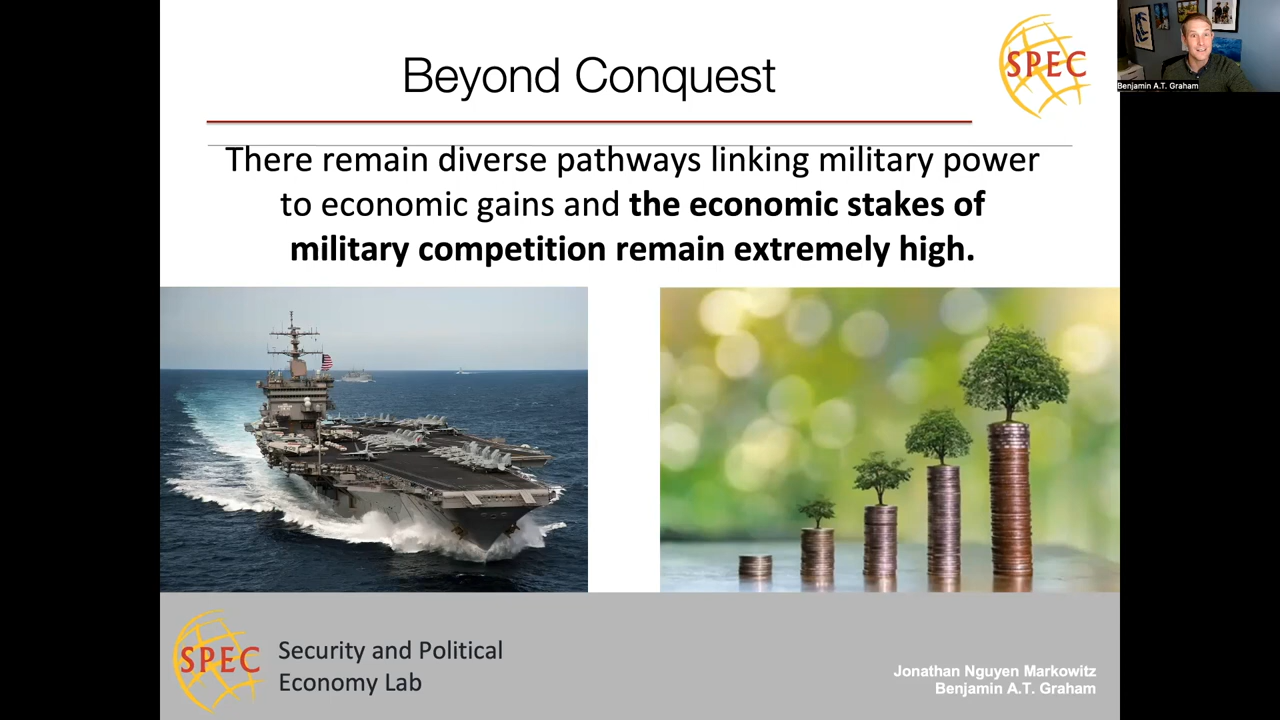 Beyond Conquest
SPEC
Benjamin A.T. Graham
There remain diverse pathways linking military power
to economic gains and the economic stakes of
military competition remain extremely high.
SPEC
Security and Political
Economy Lab
Jonathan Nguyen Markowitz
Benjamin A.T. Graham